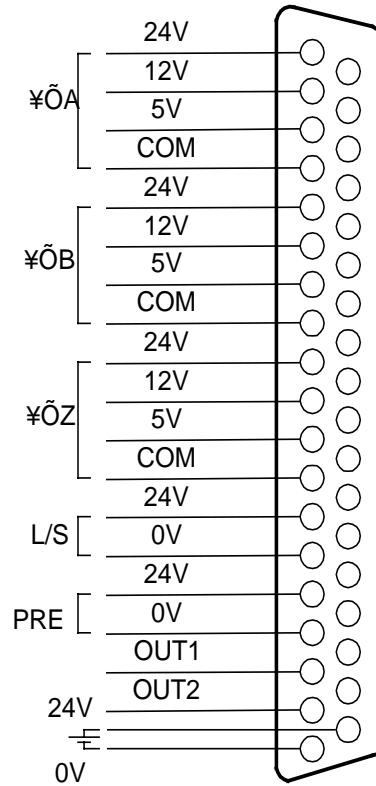 24V
12V
¥ÕA
5V
COM
24V
12V
¥ÕB
5V
COM
24V
12V
¥ÕZ
5V
COM
24V
L/S
0V
24V
PRE
0V
OUT1
OUT2
24V
0V